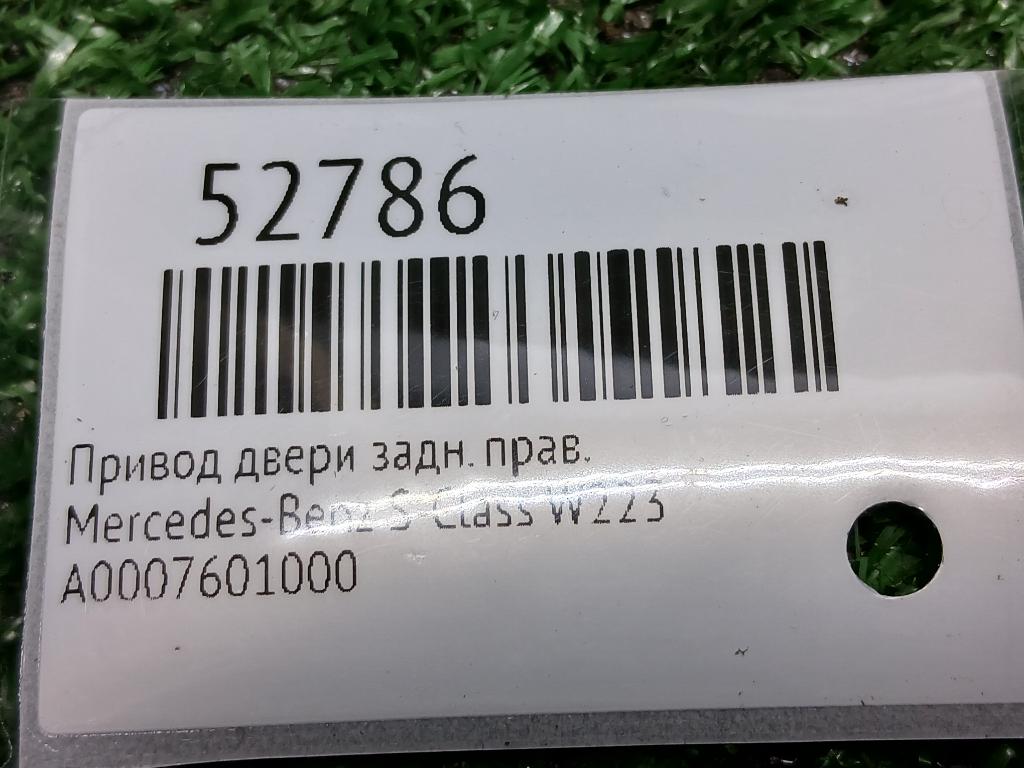 52786
Привод двери задн. прав.
Mercedes-Benz S-Class W223
A0007601000